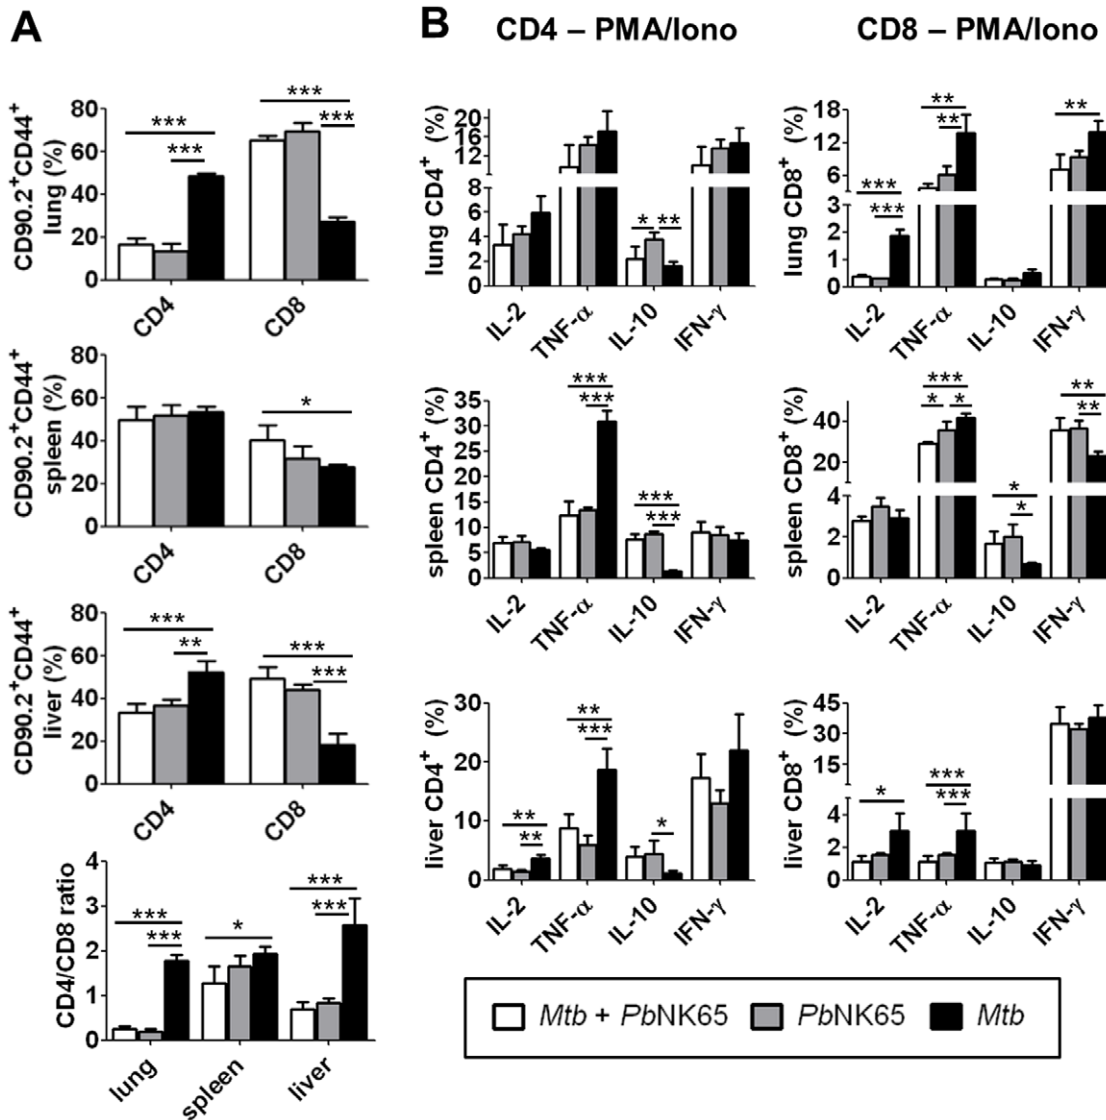 A
CD90.2+CD44+
lung (%)
80
60
40
20
0
***
***
***
***
CD4
CD8
CD90.2+CD44+
spleen (%)
80
60
40
20
0
*
CD4
CD8
CD90.2+CD44+
liver (%)
80
60
40
20
0
***
**
***
***
CD4
CD8
CD4/CD8 ratio
4
3
2
1
0
***
***
*
***
***
lung
spleen
liver
B
CD4 – PMA/Iono
lung CD4+ (%)
20
16
12
8
6
4
2
0
*
**
IL-2
TNF-α
IL-10
IFN-γ
spleen CD4+ (%)
35
30
25
20
15
10
5
0
***
***
***
***
IL-2
TNF-α
IL-10
IFN-γ
liver CD4+ (%)
30
20
10
0
**
**
**
***
*
IL-2
TNF-α
IL-10
IFN-γ
CD8 – PMA/Iono
lung CD8+ (%)
18
12
6
3
2
1
0
***
***
**
**
**
IL-2
TNF-α
IL-10
IFN-γ
spleen CD8+ (%)
40
20
4
2
0
***
*
*
*
*
**
**
IL-2
TNF-α
IL-10
IFN-γ
liver CD8+ (%)
45
30
15
4
2
0
*
***
***
IL-2
TNF-α
IL-10
IFN-γ
Mtb + PbNK65
PbNK65
Mtb